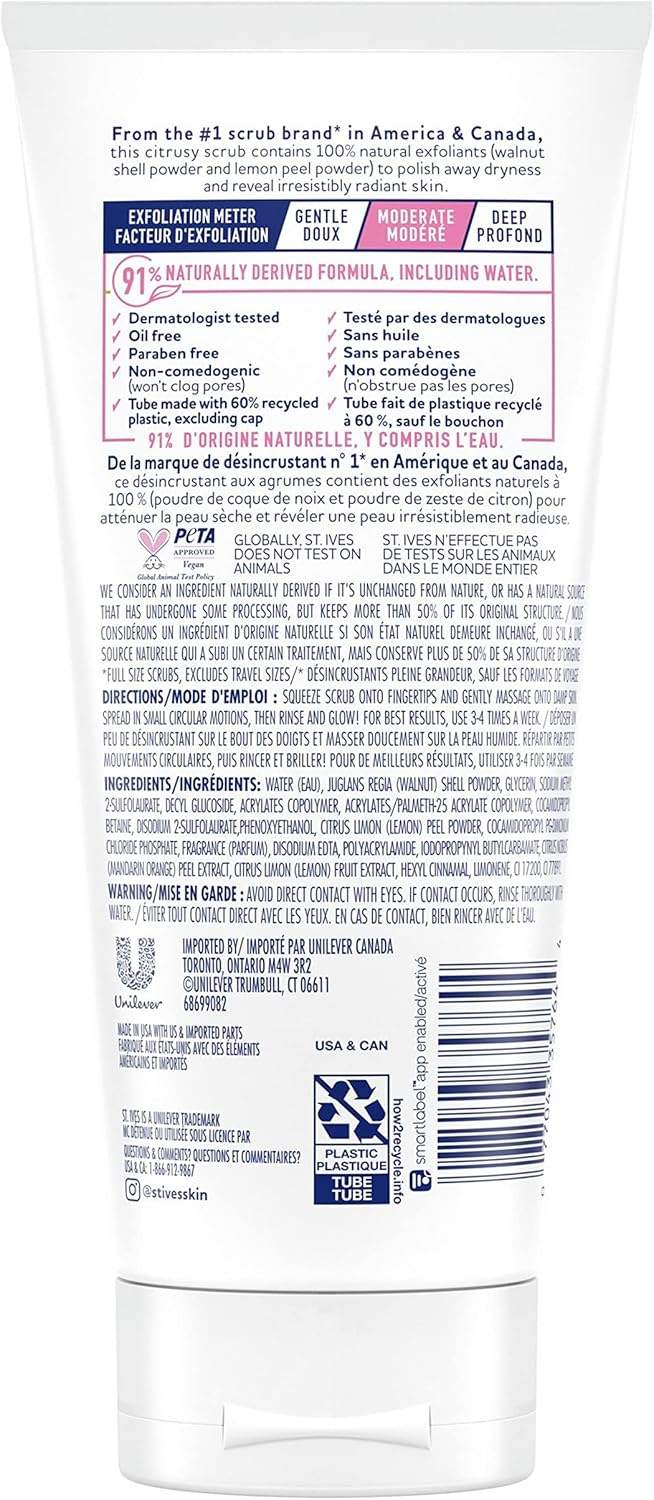 From the #1 scrub brand* in America & Canada,
this citrusy scrub contains 100% natural exfoliants (walnut
shell powder and lemon peel powder) to polish away dryness
and reveal irresistibly radiant skin.
EXFOLIATION METER
FACTEUR D'EXFOLIATION
GENTLE
DOUX
MODERATE
MODÉRÉ
DEEP
PROFOND
91% NATURALLY DERIVED FORMULA, INCLUDING WATER.
✓ Dermatologist tested
✓ Oil free
✓ Paraben free
✓ Non-comedogenic
(won't clog pores)
✓ Tube made with 60% recycled
plastic, excluding cap
✓ Testé par des dermatologues
✓ Sans huile
✓ Sans parabènes
✓ Non comédogène
(n'obstrue pas les pores)
✓ Tube fait de plastique recyclé
à 60 %, sauf le bouchon
91% D'ORIGINE NATURELLE, Y COMPRIS L'EAU.
De la marque de désincrustant n° 1* en Amérique et au Canada,
ce désincrustant aux agrumes contient des exfoliants naturels à
100 % (poudre de coque de noix et poudre de zeste de citron) pour
atténuer la peau sèche et révéler une peau irrésistiblement radieuse.
PETA
APPROVED
Vegan
Global Animal Test Policy
GLOBALLY, ST. IVES
DOES NOT TEST ON
ANIMALS
ST. IVES N'EFFECTUE PAS
DE TESTS SUR LES ANIMAUX
DANS LE MONDE ENTIER
WE CONSIDER AN INGREDIENT NATURALLY DERIVED IF IT'S UNCHANGED FROM NATURE, OR HAS A NATURAL SOURCE
THAT HAS UNDERGONE SOME PROCESSING, BUT KEEPS MORE THAN 50% OF ITS ORIGINAL STRUCTURE. / NOUS
CONSIDÉRONS UN INGRÉDIENT D'ORIGINE NATURELLE SI SON ÉTAT NATUREL DEMEURE INCHANGÉ, OU S'IL A UNE
SOURCE NATURELLE QUI A SUBI UN CERTAIN TRAITEMENT, MAIS CONSERVE PLUS DE 50% DE SA STRUCTURE D'ORIGINE.
*FULL SIZE SCRUBS, EXCLUDES TRAVEL SIZES/* DÉSINCRUSTANTS PLEINE GRANDEUR, SAUF LES FORMATS DE VOYAGE
DIRECTIONS/MODE D'EMPLOI : SQUEEZE SCRUB ONTO FINGERTIPS AND GENTLY MASSAGE ONTO DAMP SKIN.
SPREAD IN SMALL CIRCULAR MOTIONS, THEN RINSE AND GLOW! FOR BEST RESULTS, USE 3-4 TIMES A WEEK. / DÉPOSER UN
PEU DE DÉSINCRUSTANT SUR LE BOUT DES DOIGTS ET MASSER DOUCEMENT SUR LA PEAU HUMIDE. RÉPARTIR PAR PETITS
MOUVEMENTS CIRCULAIRES, PUIS RINCER ET BRILLER! POUR DE MEILLEURS RÉSULTATS, UTILISER 3-4 FOIS PAR SEMAINE
INGREDIENTS/INGRÉDIENTS: WATER (EAU), JUGLANS REGIA (WALNUT) SHELL POWDER, GLYCERIN, SODIUM METHYL
2-SULFOLAURATE, DECYL GLUCOSIDE, ACRYLATES COPOLYMER, ACRYLATES/PALMETH-25 ACRYLATE COPOLYMER, COCAMIDOPROPYL
BETAINE, DISODIUM 2-SULFOLAURATE,PHENOXYETHANOL, CITRUS LIMON (LEMON) PEEL POWDER, COCAMIDOPROPYL PG-DIMONIUM
CHLORIDE PHOSPHATE, FRAGRANCE (PARFUM), DISODIUM EDTA, POLYACRYLAMIDE, IODOPROPYNYL BUTYLCARBAMATE, CITRUS NOBILIS
(MANDARIN ORANGE) PEEL EXTRACT, CITRUS LIMON (LEMON) FRUIT EXTRACT, HEXYL CINNAMAL, LIMONENE, CI 17200, CI 77891.
WARNING/MISE EN GARDE : AVOID DIRECT CONTACT WITH EYES. IF CONTACT OCCURS, RINSE THOROUGHLY WITH
WATER. / ÉVITER TOUT CONTACT DIRECT AVEC LES YEUX. EN CAS DE CONTACT, BIEN RINCER AVEC DE L'EAU.
Unilever
IMPORTED BY/ IMPORTÉ PAR UNILEVER CANADA
TORONTO, ONTARIO M4W 3R2
©UNILEVER TRUMBULL, CT 06611
68699082
MADE IN USA WITH US & IMPORTED PARTS
FABRIQUÉ AUX ÉTATS-UNIS AVEC DES ÉLÉMENTS
AMÉRICAINS ET IMPORTÉS
USA & CAN
ST. IVES IS A UNILEVER TRADEMARK
MC DÉTENUE OU UTILISÉE SOUS LICENCE PAR
QUESTIONS & COMMENTS? QUESTIONS ET COMMENTAIRES?
USA & CA: 1-866-912-9867
@stivesskin
PLASTIC
PLASTIQUE
TUBE
TUBE
how2recycle.info
smartlabel™ app enabled/activé